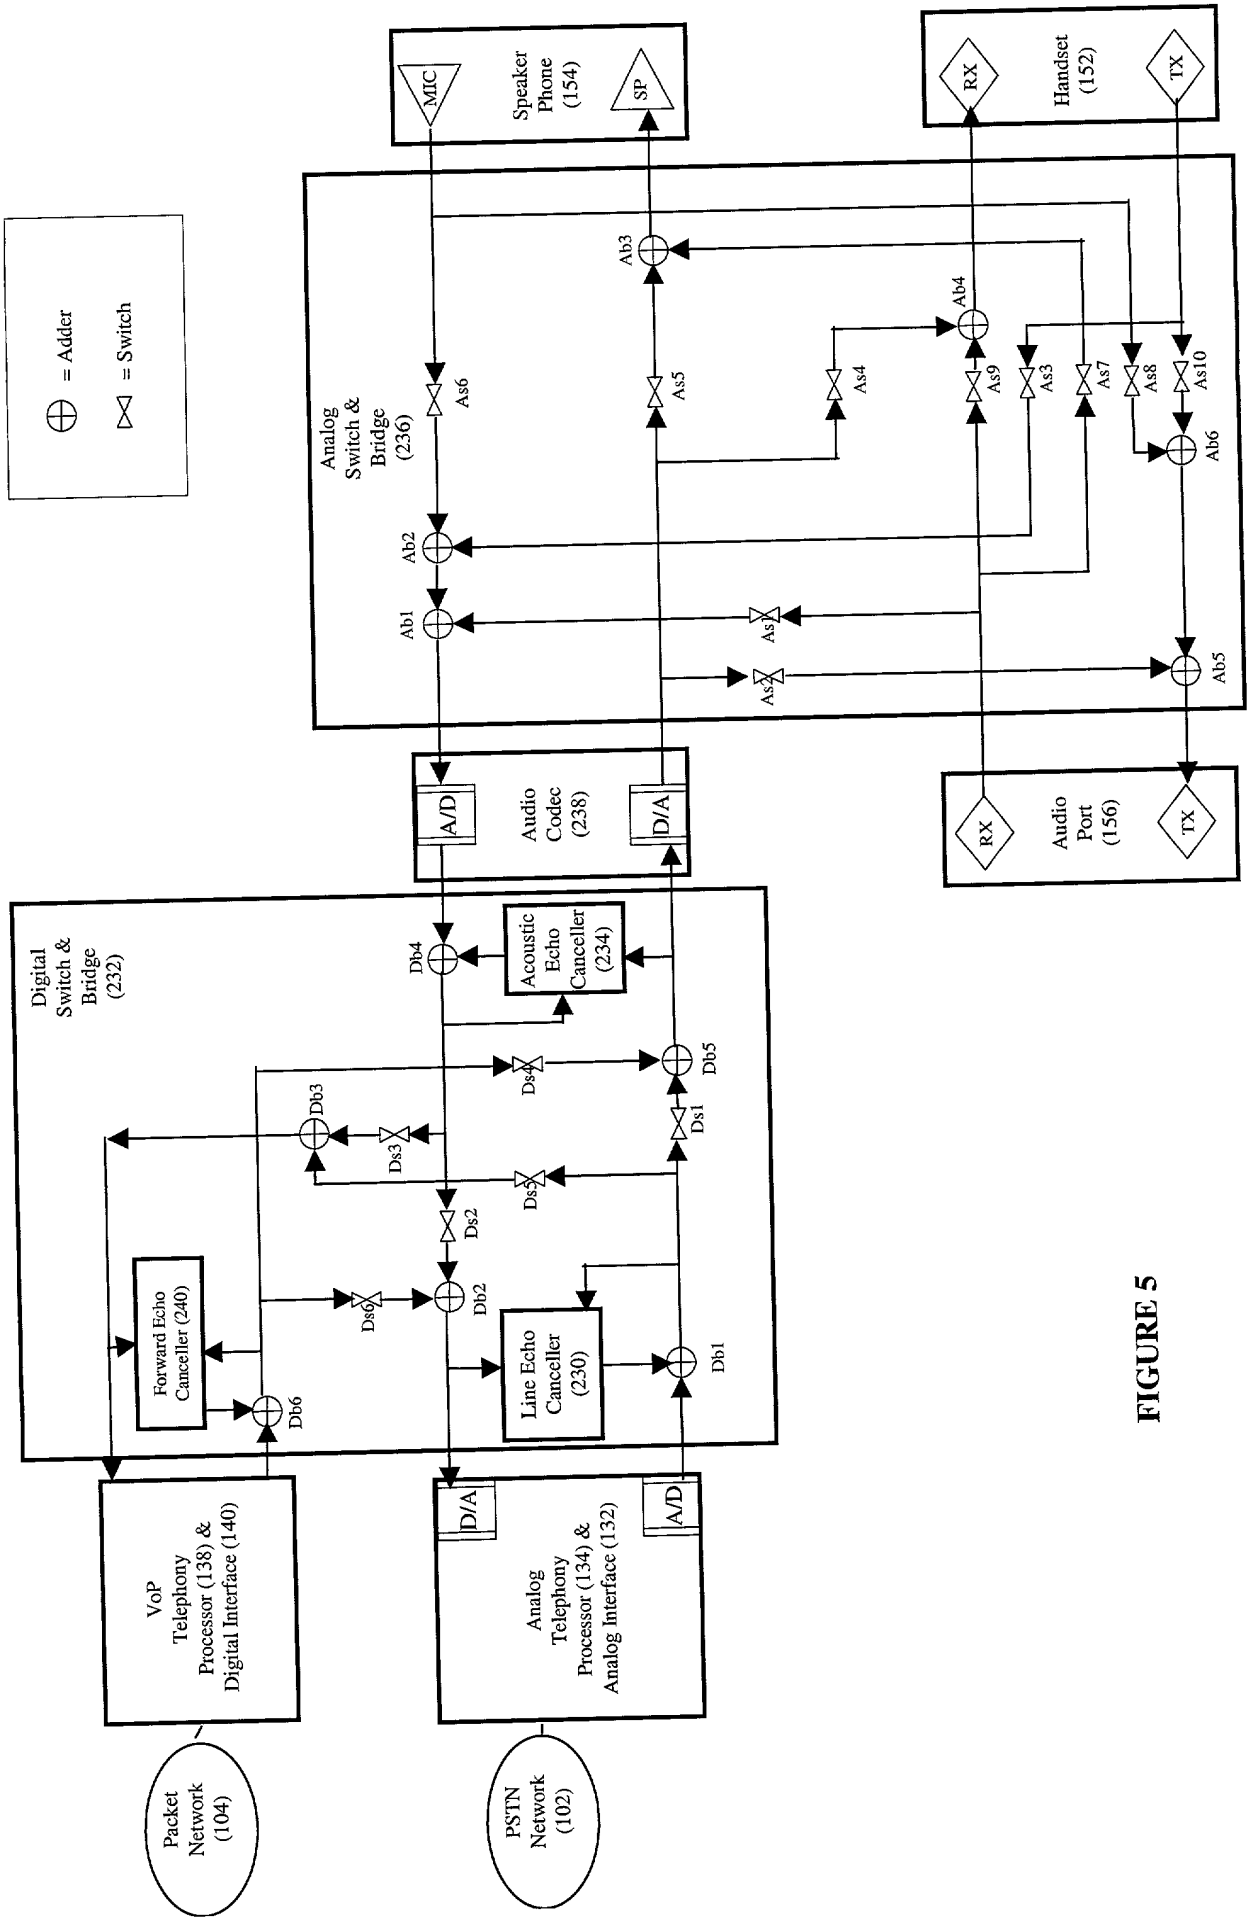 = Adder
= Switch
Packet
Network
(104)
VoP
Telephony
Processor (138) &
Digital Interface (140)
PSTN
Network
(102)
Analog
Telephony
Processor (134) &
Analog Interface (132)
D/A
A/D
Digital
Switch &
Bridge
(232)
Forward Echo
Canceller (240)
Db6
Ds6
Db2
Ds2
Line Echo
Canceller
(230)
Db1
Db3
Ds3
Ds5
Ds4
Ds1
Db5
Db4
Acoustic
Echo
Canceller
(234)
A/D
Audio
Codec
(238)
D/A
RX
Audio
Port
(156)
TX
Analog
Switch &
Bridge
(236)
Ab1
Ab2
As6
As1
As2
As5
Ab3
As4
Ab4
As9
As3
As7
As8
As10
Ab6
Ab5
MIC
Speaker
Phone
(154)
SP
RX
Handset
(152)
TX
FIGURE 5